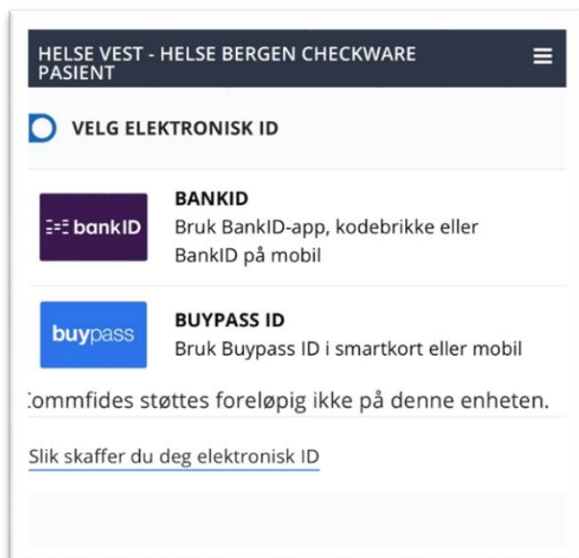 HELSE VEST - HELSE BERGEN CHECKWARE
PASIENT
VELG ELEKTRONISK ID
bankID
BANKID
Bruk BankID-app, kodebrikke eller
BankID på mobil
buypass
BUYPASS ID
Bruk Buypass ID i smartkort eller mobil
ommfides støttes foreløpig ikke på denne enheten.
Slik skaffer du deg elektronisk ID